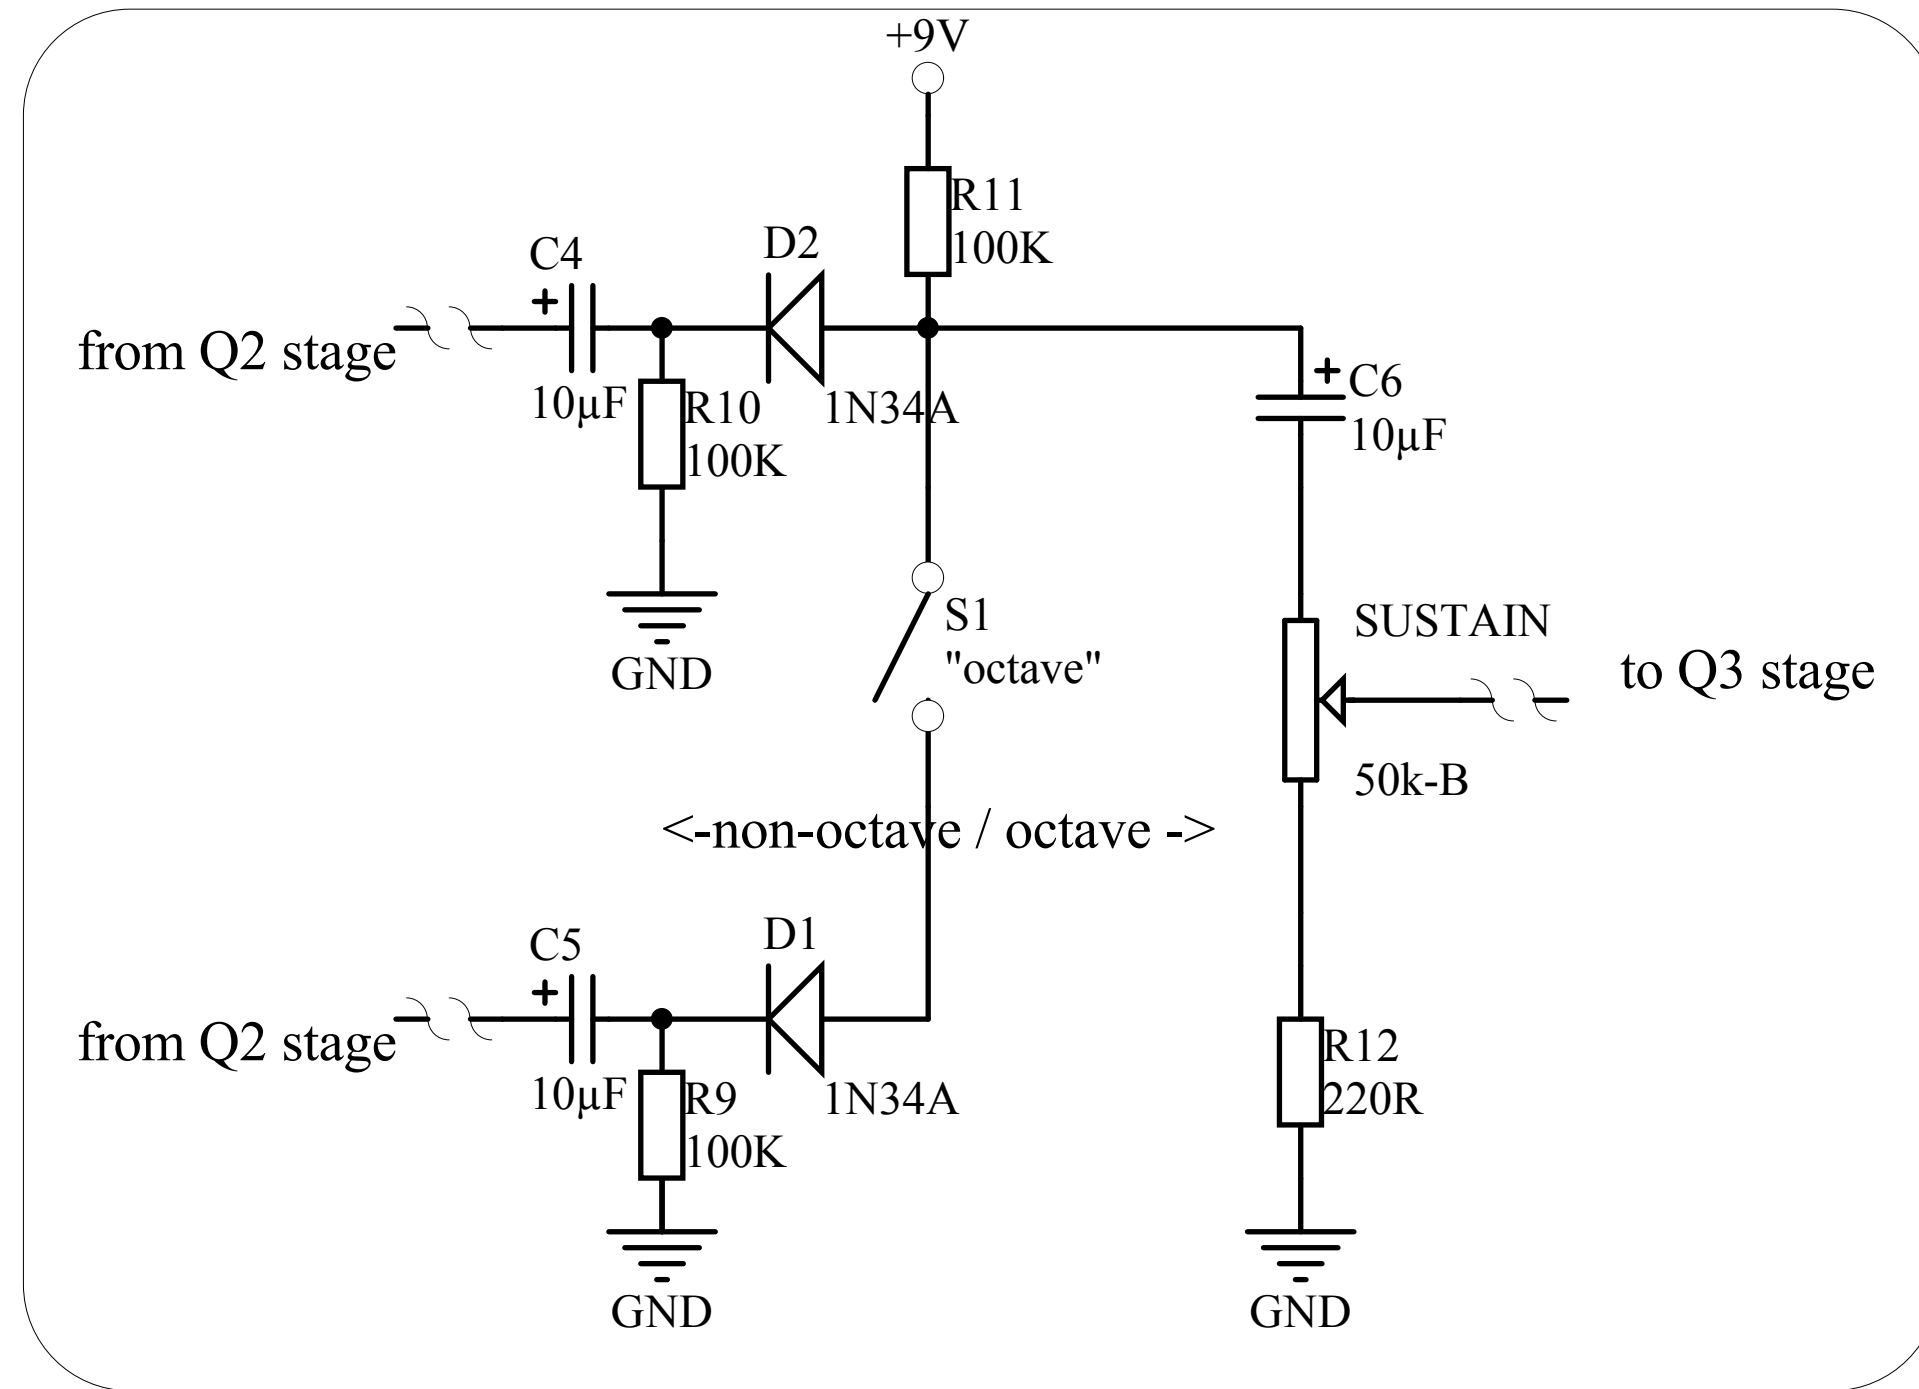 +9V
R11
100K
D2
C4
from Q2 stage
10µF
R10
100K
1N34A
C6
10µF
GND
S1
"octave"
SUSTAIN
to Q3 stage
50k-B
<-non-octave / octave ->
D1
C5
from Q2 stage
10µF
R9
100K
1N34A
R12
220R
GND
GND